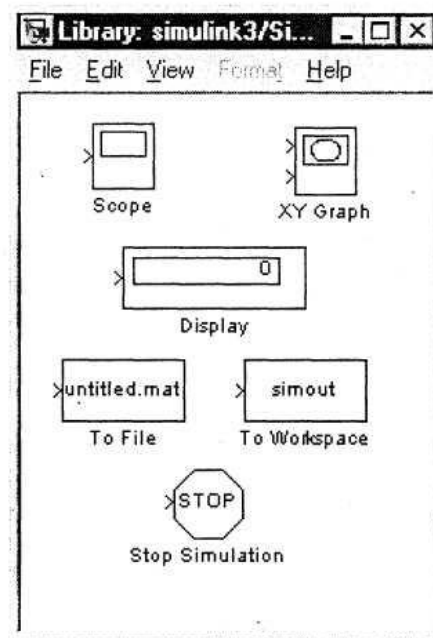 Library: simulink3/Si...
File Edit View Format Help
Scope
XY Graph
0
Display
untitled.mat
simout
To File
To Workspace
STOP
Stop Simulation